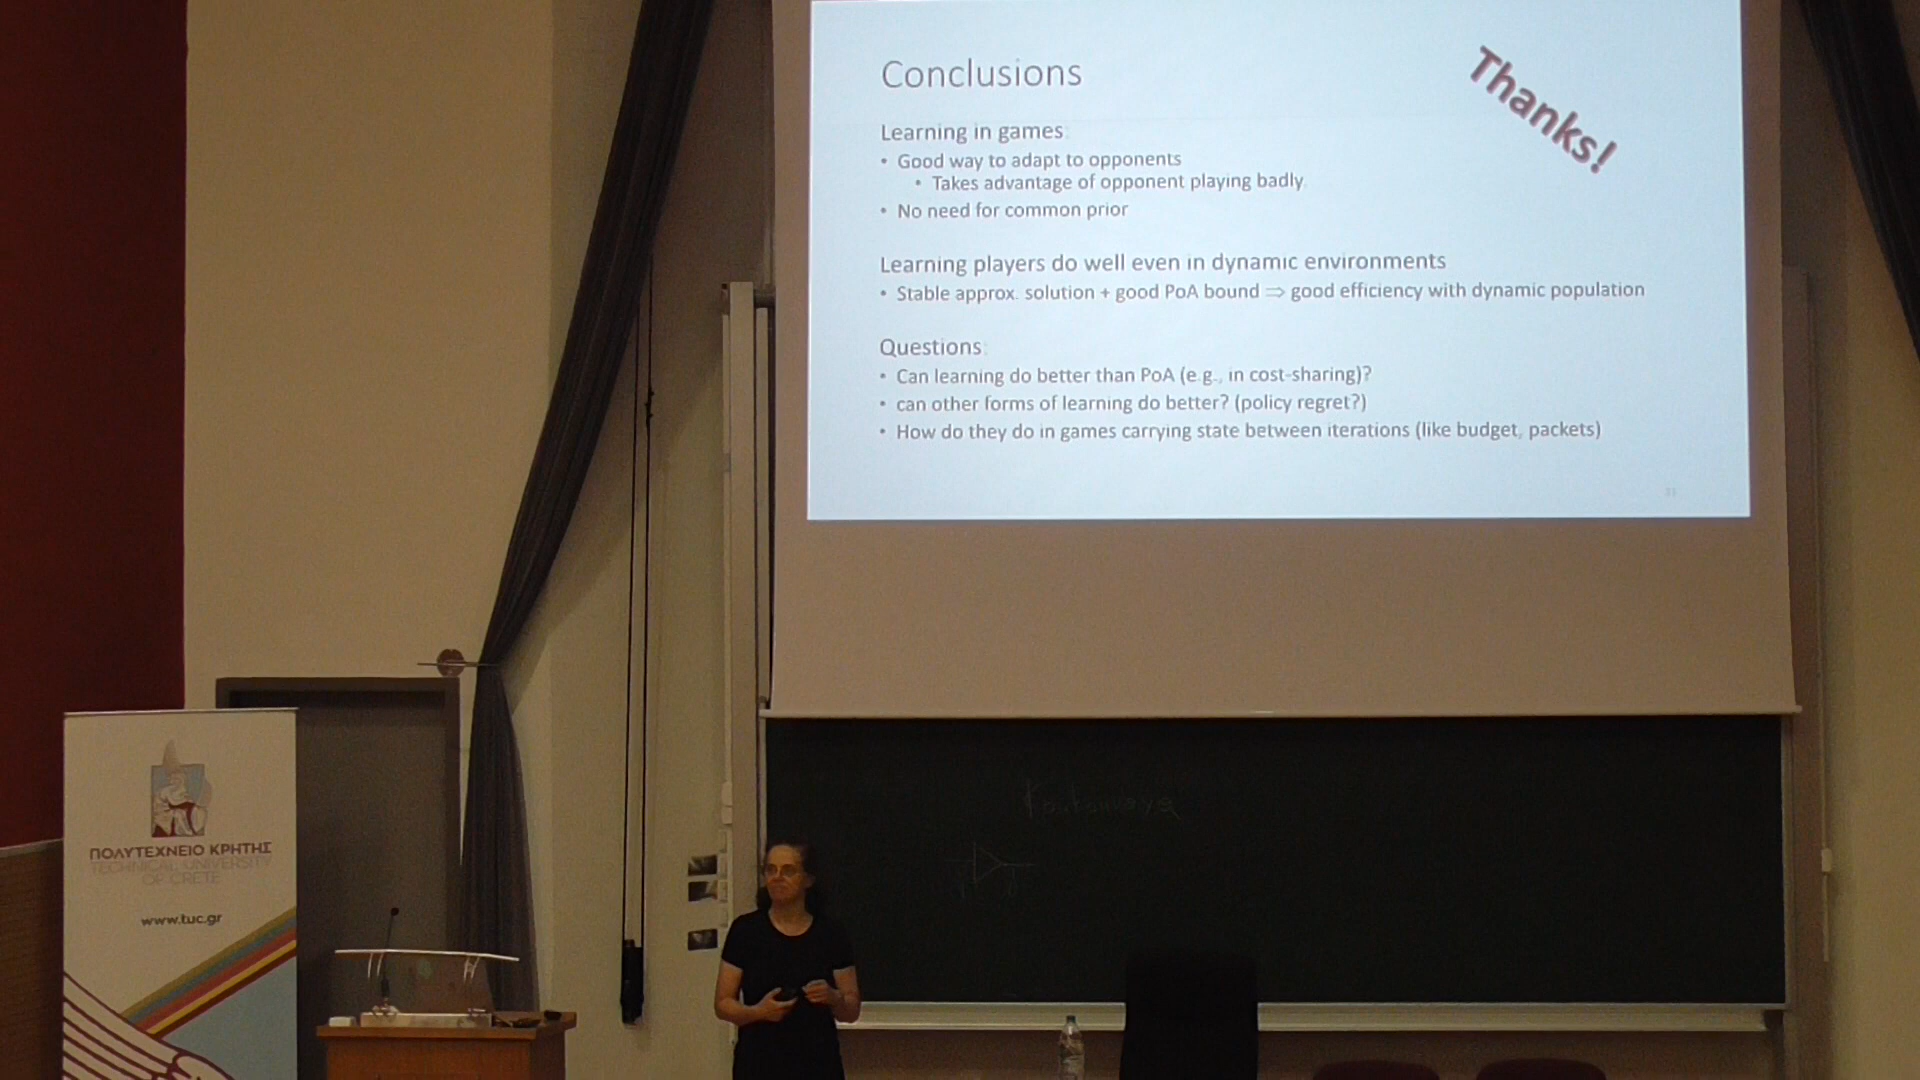 Conclusions
Thanks!
Learning in games:
• Good way to adapt to opponents
• Takes advantage of opponent playing badly
• No need for common prior
Learning players do well even in dynamic environments
• Stable approx. solution + good PoA bound ⇒ good efficiency with dynamic population
Questions:
• Can learning do better than PoA (e.g., in cost-sharing)?
• can other forms of learning do better? (policy regret?)
• How do they do in games carrying state between iterations (like budget, packets)
ΠΟΛΥΤΕΧΝΕΙΟ ΚΡΗΤΗΣ
TECHNICAL UNIVERSITY
OF CRETE
www.tuc.gr